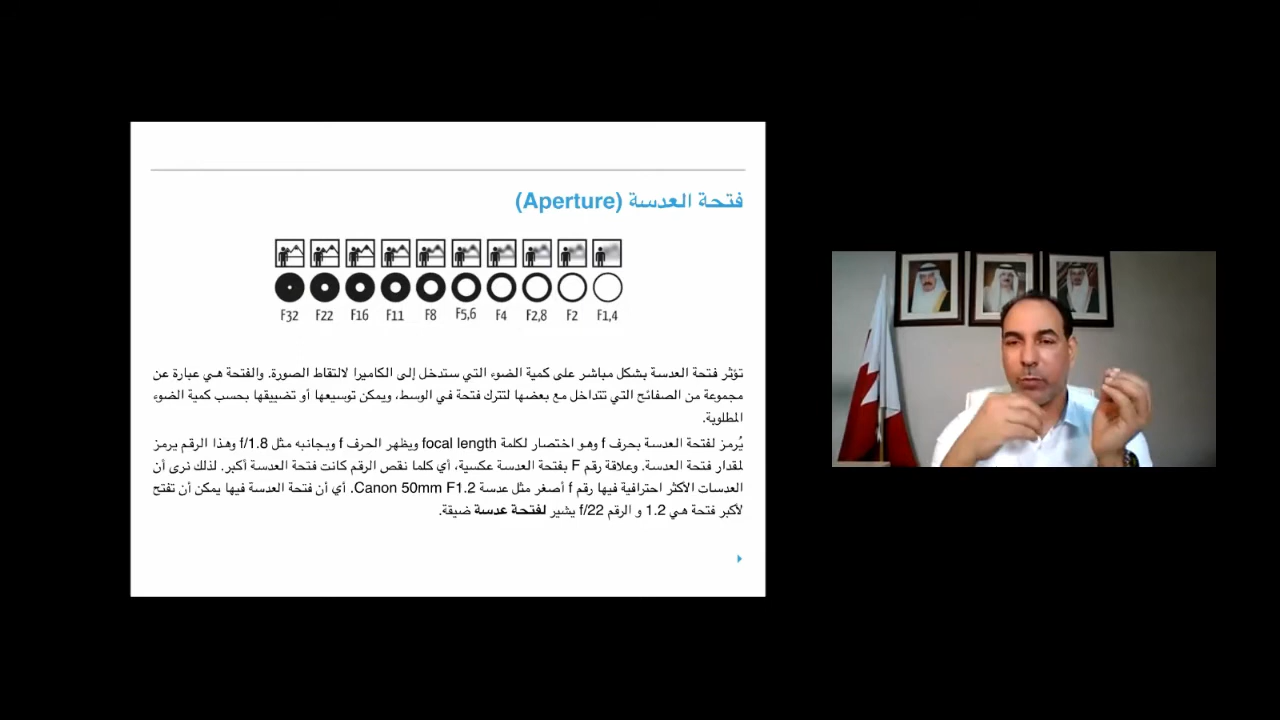 فتحة العدسة (Aperture)
F32 F22 F16 F11 F8 F5,6 F4 F2,8 F2 F1,4
تؤثر فتحة العدسة بشكل مباشر على كمية الضوء التي ستدخل إلى الكاميرا لالتقاط الصورة. والفتحة هي عبارة عن
مجموعة من الصفائح التي تتداخل مع بعضها لتترك فتحة في الوسط، ويمكن توسيعها أو تضييقها بحسب كمية الضوء
المطلوبة.
يُرمز لفتحة العدسة بحرف f وهو اختصار لكلمة focal length ويظهر الحرف f وبجانبه مثل f/1.8 وهذا الرقم يرمز
لمقدار فتحة العدسة. وعلاقة رقم F بفتحة العدسة عكسية، أي كلما نقص الرقم كانت فتحة العدسة أكبر. لذلك نرى أن
العدسات الأكثر احترافية فيها رقم f أصغر مثل عدسة Canon 50mm F1.2. أي أن فتحة العدسة فيها يمكن أن تفتح
لأكبر فتحة هي 1.2 و الرقم f/22 يشير لفتحة عدسة ضيقة.